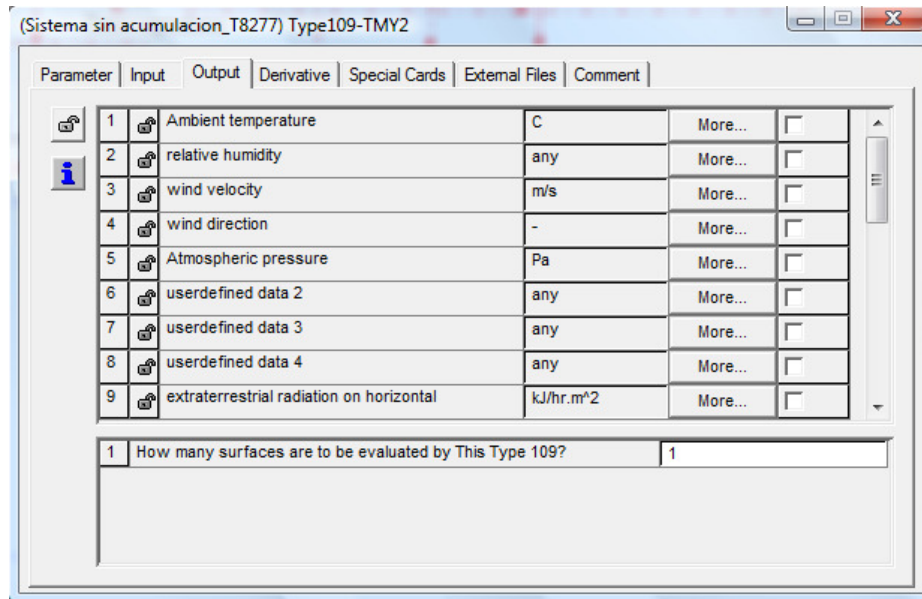 (Sistema sin acumulacion_T8277) Type109-TMY2
Parameter Input Output Derivative Special Cards External Files Comment
1 Ambient temperature C More...
2 relative humidity any More...
3 wind velocity m/s More...
4 wind direction - More...
5 Atmospheric pressure Pa More...
6 userdefined data 2 any More...
7 userdefined data 3 any More...
8 userdefined data 4 any More...
9 extraterrestrial radiation on horizontal kJ/hr.m^2 More...
1 How many surfaces are to be evaluated by This Type 109? 1